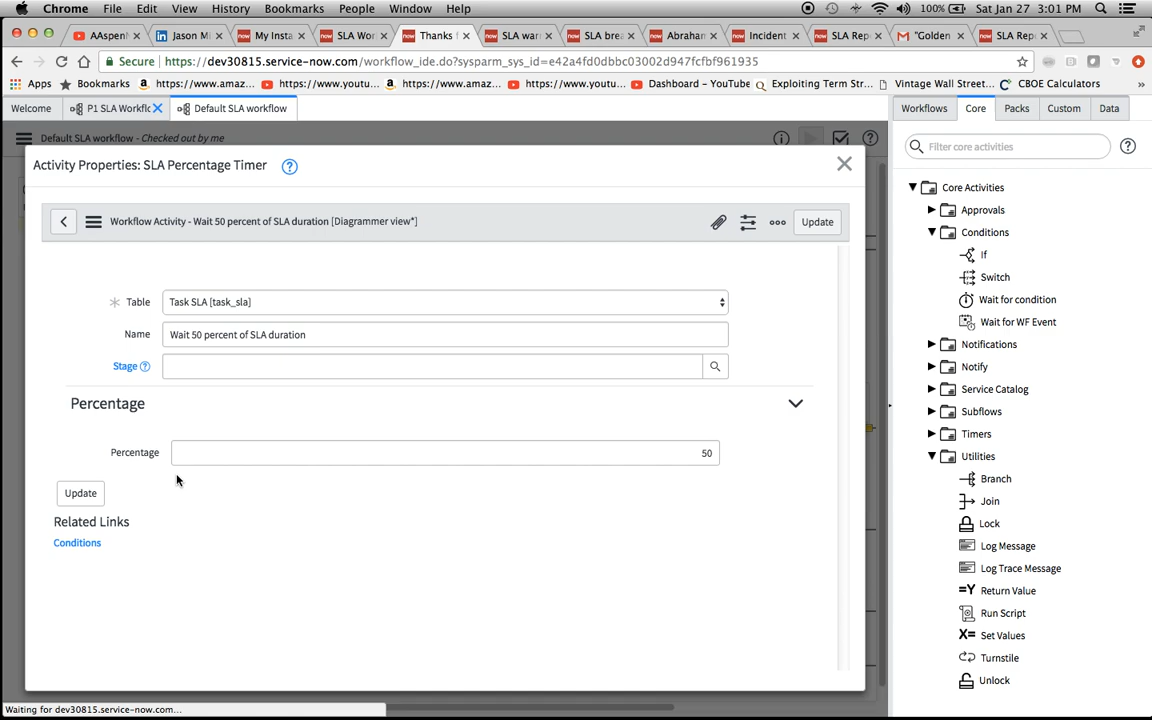 Chrome File Edit View History Bookmarks People Window Help 100% Sat Jan 27 3:01 PM
AAspenM Jason Mi My Insta SLA Wor Thanks f SLA warn SLA brea Abraham Incident SLA Repo "Golden SLA Repo
Secure https://dev30815.service-now.com/workflow_ide.do?sysparm_sys_id=e42a4fd0dbbc03002d947fcfbf961935
Apps Bookmarks https://www.amaz... https://www.youtu... https://www.amaz... https://www.youtu... Dashboard – YouTube Exploiting Term Str... Vintage Wall Street... CBOE Calculators »
Welcome P1 SLA Workflo Default SLA workflow Workflows Core Packs Custom Data
Default SLA workflow - Checked out by me
Filter core activities
Activity Properties: SLA Percentage Timer
Workflow Activity - Wait 50 percent of SLA duration [Diagrammer view*] Update
Table Task SLA [task_sla]
Name Wait 50 percent of SLA duration
Stage
Percentage
Percentage 50
Update
Related Links
Conditions
Core Activities
Approvals
Conditions
If
Switch
Wait for condition
Wait for WF Event
Notifications
Notify
Service Catalog
Subflows
Timers
Utilities
Branch
Join
Lock
Log Message
Log Trace Message
=Y Return Value
Run Script
X= Set Values
Turnstile
Unlock
Waiting for dev30815.service-now.com...